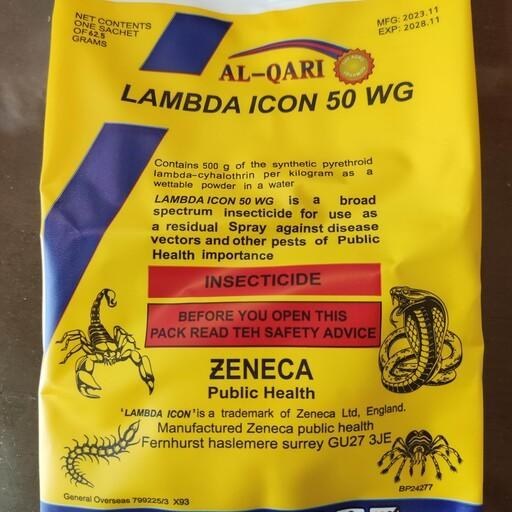 NET CONTENTS
ONE SACHET
OF 62.5
GRAMS
MFG: 2023.11
EXP: 2028.11
AL-QARI
LAMBDA ICON 50 WG
Contains 500 g of the synthetic pyrethroid
lambda-cyhalothrin per kilogram as a
wettable powder in a water
LAMBDA ICON 50 WG is a broad
spectrum insecticide for use as
a residual Spray against disease
vectors and other pests of Public
Health importance
INSECTICIDE
BEFORE YOU OPEN THIS
PACK READ TEH SAFETY ADVICE
ZENECA
Public Health
'LAMBDA ICON' is a trademark of Zeneca Ltd, England.
Manufactured Zeneca public health
Fernhurst haslemere surrey GU27 3JE
General Overseas 799225/3 X93
BP24277